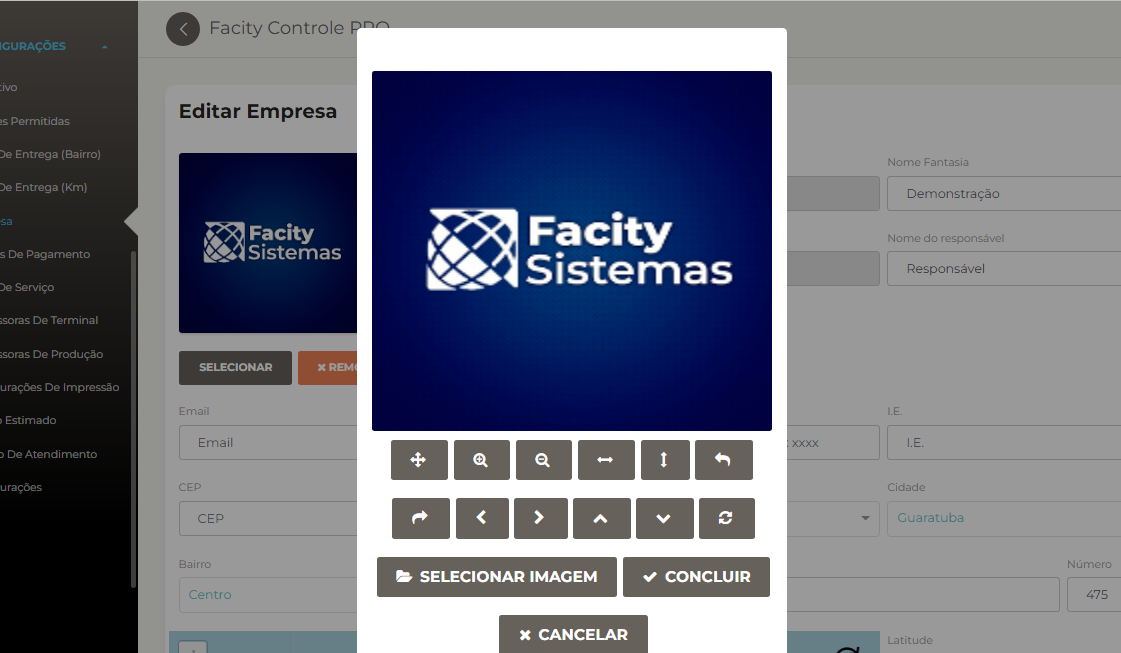 Facity Controle PRO
IGURAÇÕES
Editar Empresa
Facity
Sistemas
Facity
Sistemas
Nome Fantasia
Demonstração
Nome do responsável
Responsável
tivo
es Permitidas
De Entrega (Bairro)
De Entrega (Km)
esa
s De Pagamento
De Serviço
ssoras De Terminal
ssoras De Produção
urações De Impressão
o Estimado
o De Atendimento
urações
SELECIONAR
REMO
Email
Email
xxxx
I.E.
I.E.
CEP
CEP
Cidade
Guaratuba
SELECIONAR IMAGEM
CONCLUIR
Bairro
Centro
Número
475
CANCELAR
Latitude